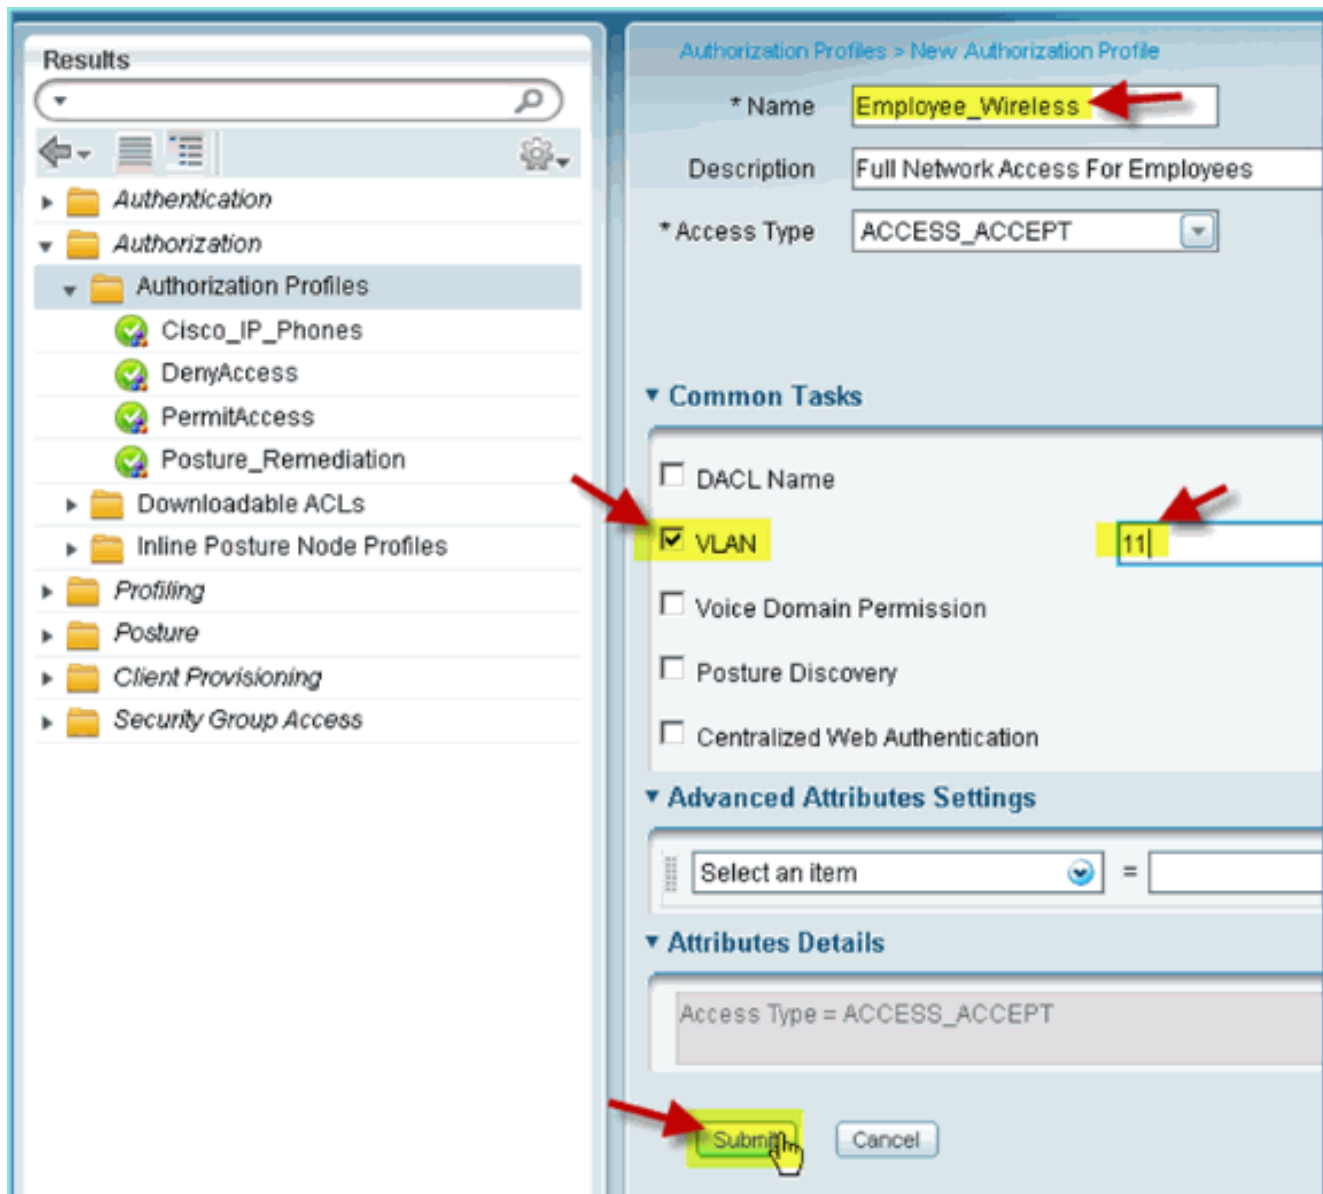 Results
Authentication
Authorization
Authorization Profiles
Cisco_IP_Phones
DenyAccess
PermitAccess
Posture_Remediation
Downloadable ACLs
Inline Posture Node Profiles
Profiling
Posture
Client Provisioning
Security Group Access
Authorization Profiles > New Authorization Profile
* Name Employee_Wireless
Description Full Network Access For Employees
* Access Type ACCESS_ACCEPT
Common Tasks
DACL Name
VLAN 11
Voice Domain Permission
Posture Discovery
Centralized Web Authentication
Advanced Attributes Settings
Select an item =
Attributes Details
Access Type = ACCESS_ACCEPT
Submit Cancel